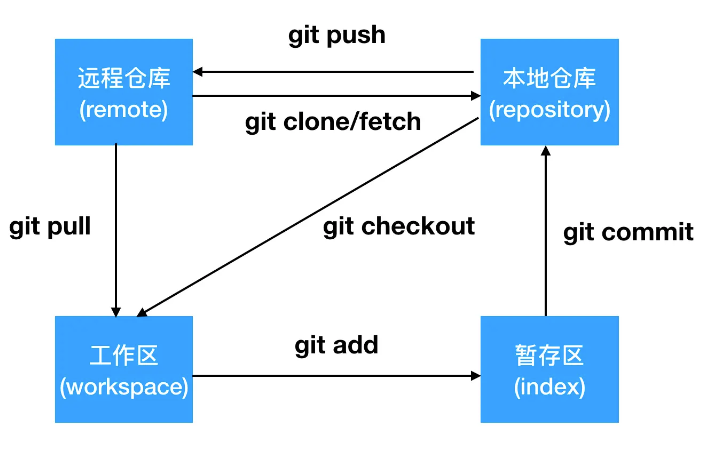 git push
远程仓库
(remote)
本地仓库
(repository)
git clone/fetch
git pull
git checkout
git commit
工作区
(workspace)
git add
暂存区
(index)